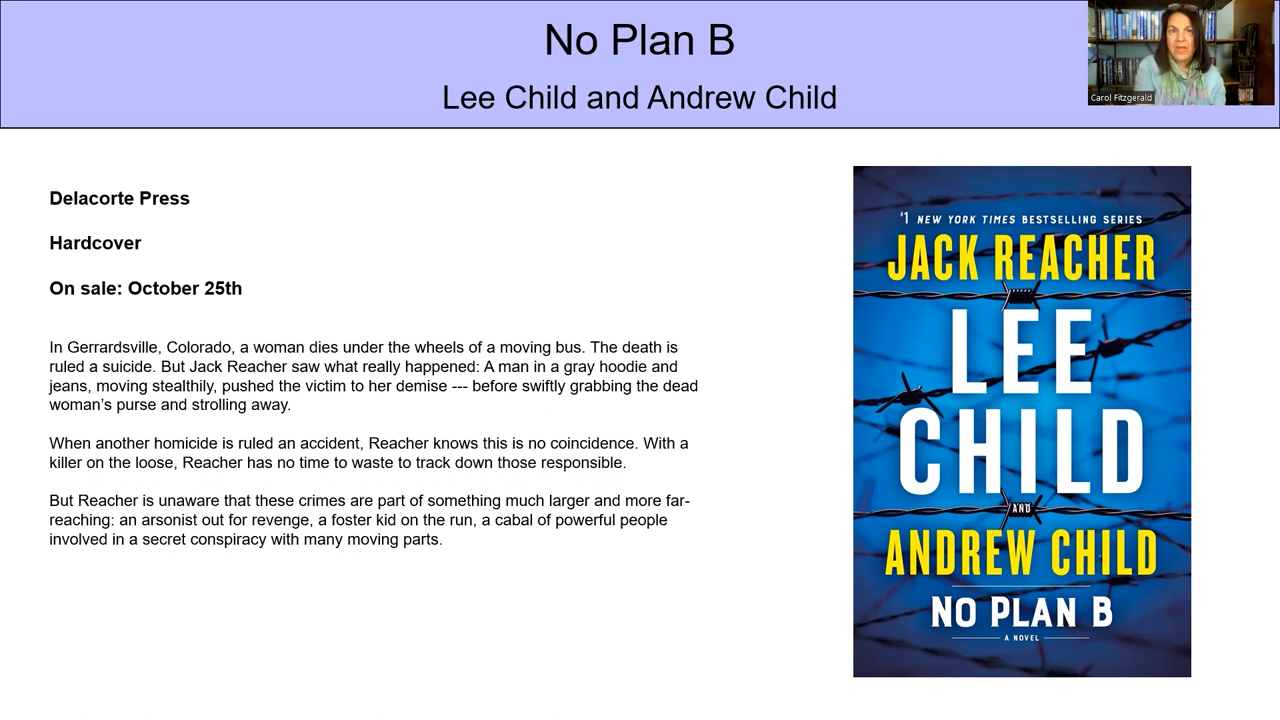 No Plan B
Lee Child and Andrew Child
Carol Fitzgerald
Delacorte Press
Hardcover
On sale: October 25th
In Gerrardsville, Colorado, a woman dies under the wheels of a moving bus. The death is
ruled a suicide. But Jack Reacher saw what really happened: A man in a gray hoodie and
jeans, moving stealthily, pushed the victim to her demise --- before swiftly grabbing the dead
woman’s purse and strolling away.
When another homicide is ruled an accident, Reacher knows this is no coincidence. With a
killer on the loose, Reacher has no time to waste to track down those responsible.
But Reacher is unaware that these crimes are part of something much larger and more far-
reaching: an arsonist out for revenge, a foster kid on the run, a cabal of powerful people
involved in a secret conspiracy with many moving parts.
#1 NEW YORK TIMES BESTSELLING SERIES
JACK REACHER
LEE
CHILD
AND
ANDREW CHILD
NO PLAN B
A NOVEL